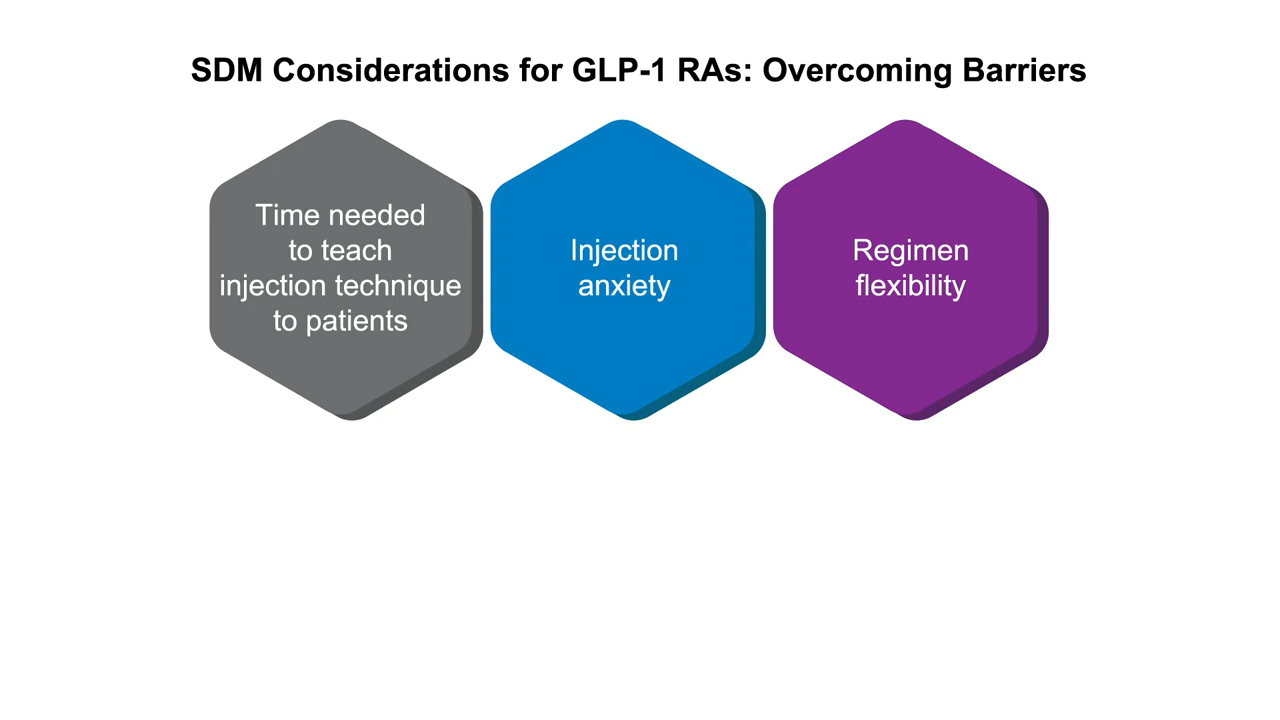 SDM Considerations for GLP-1 RAs: Overcoming Barriers
Time needed
to teach
injection technique
to patients
Injection
anxiety
Regimen
flexibility